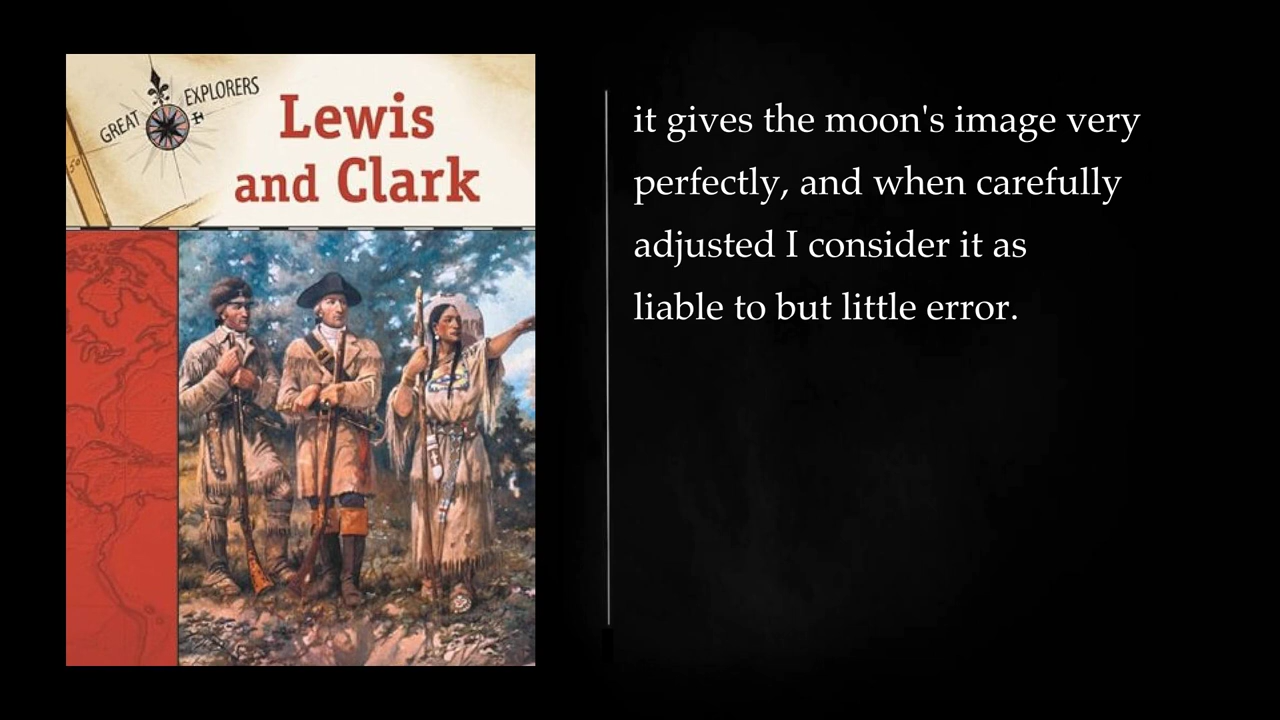 GREAT EXPLORERS
Lewis
and Clark
50
it gives the moon's image very
perfectly, and when carefully
adjusted I consider it as
liable to but little error.